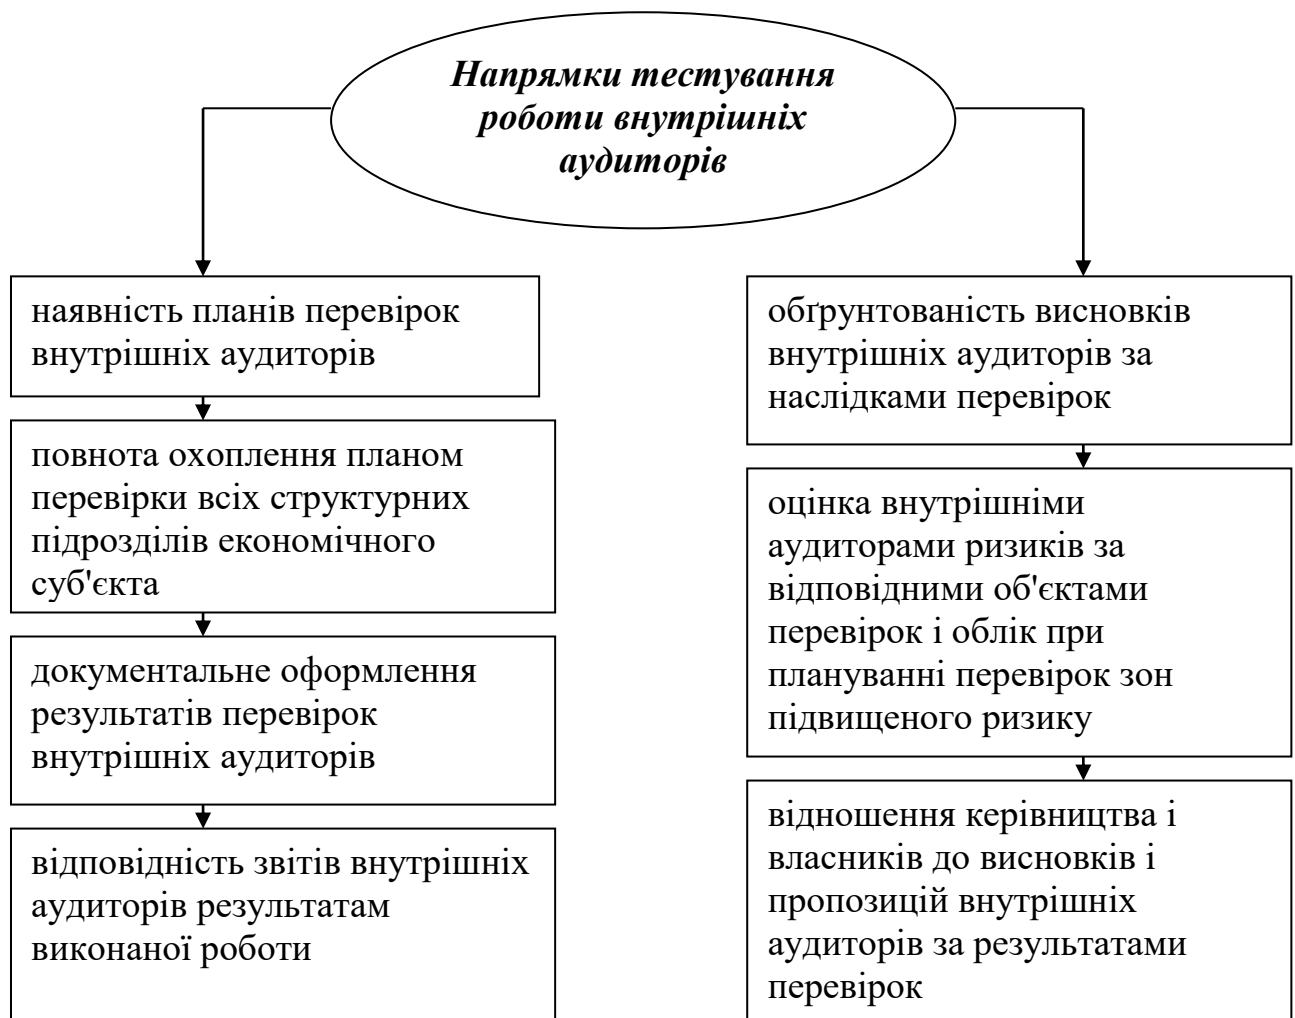 Напрямки тестування
роботи внутрішніх
аудиторів
наявність планів перевірок
внутрішніх аудиторів
повнота охоплення планом
перевірки всіх структурних
підрозділів економічного
суб'єкта
документальне оформлення
результатів перевірок
внутрішніх аудиторів
відповідність звітів внутрішніх
аудиторів результатам
виконаної роботи
обґрунтованість висновків
внутрішніх аудиторів за
наслідками перевірок
оцінка внутрішніми
аудиторами ризиків за
відповідними об'єктами
перевірок і облік при
плануванні перевірок зон
підвищеного ризику
відношення керівництва і
власників до висновків і
пропозицій внутрішніх
аудиторів за результатами
перевірок